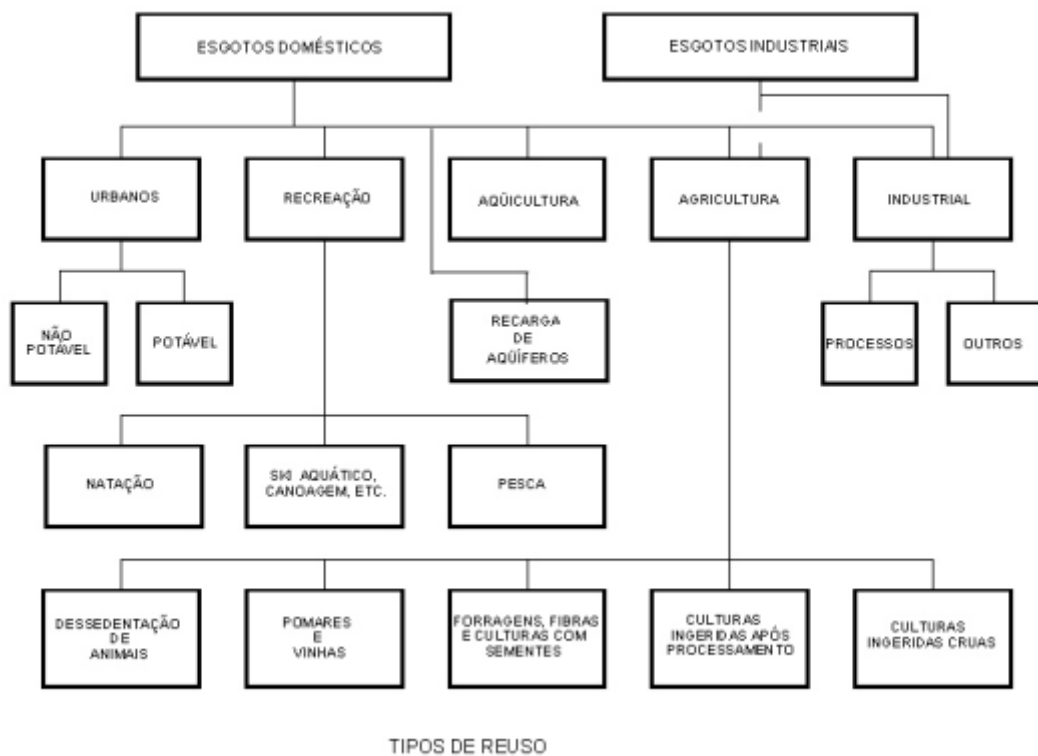 ESGOTOS DOMÉSTICOS
ESGOTOS INDUSTRIAIS
URBANOS
RECREAÇÃO
AQÜICULTURA
AGRICULTURA
INDUSTRIAL
NÃO
POTÁVEL
POTÁVEL
RECARGA
DE
AQÜÍFEROS
PROCESSOS
OUTROS
NATAÇÃO
SKI AQUÁTICO,
CANOAGEM, ETC.
PESCA
DESSEDENTAÇÃO
DE
ANIMAIS
POMARES
E
VINHAS
FORRAGENS, FIBRAS
E CULTURAS COM
SEMENTES
CULTURAS
INGERIDAS APÓS
PROCESSAMENTO
CULTURAS
INGERIDAS CRUAS
TIPOS DE REUSO